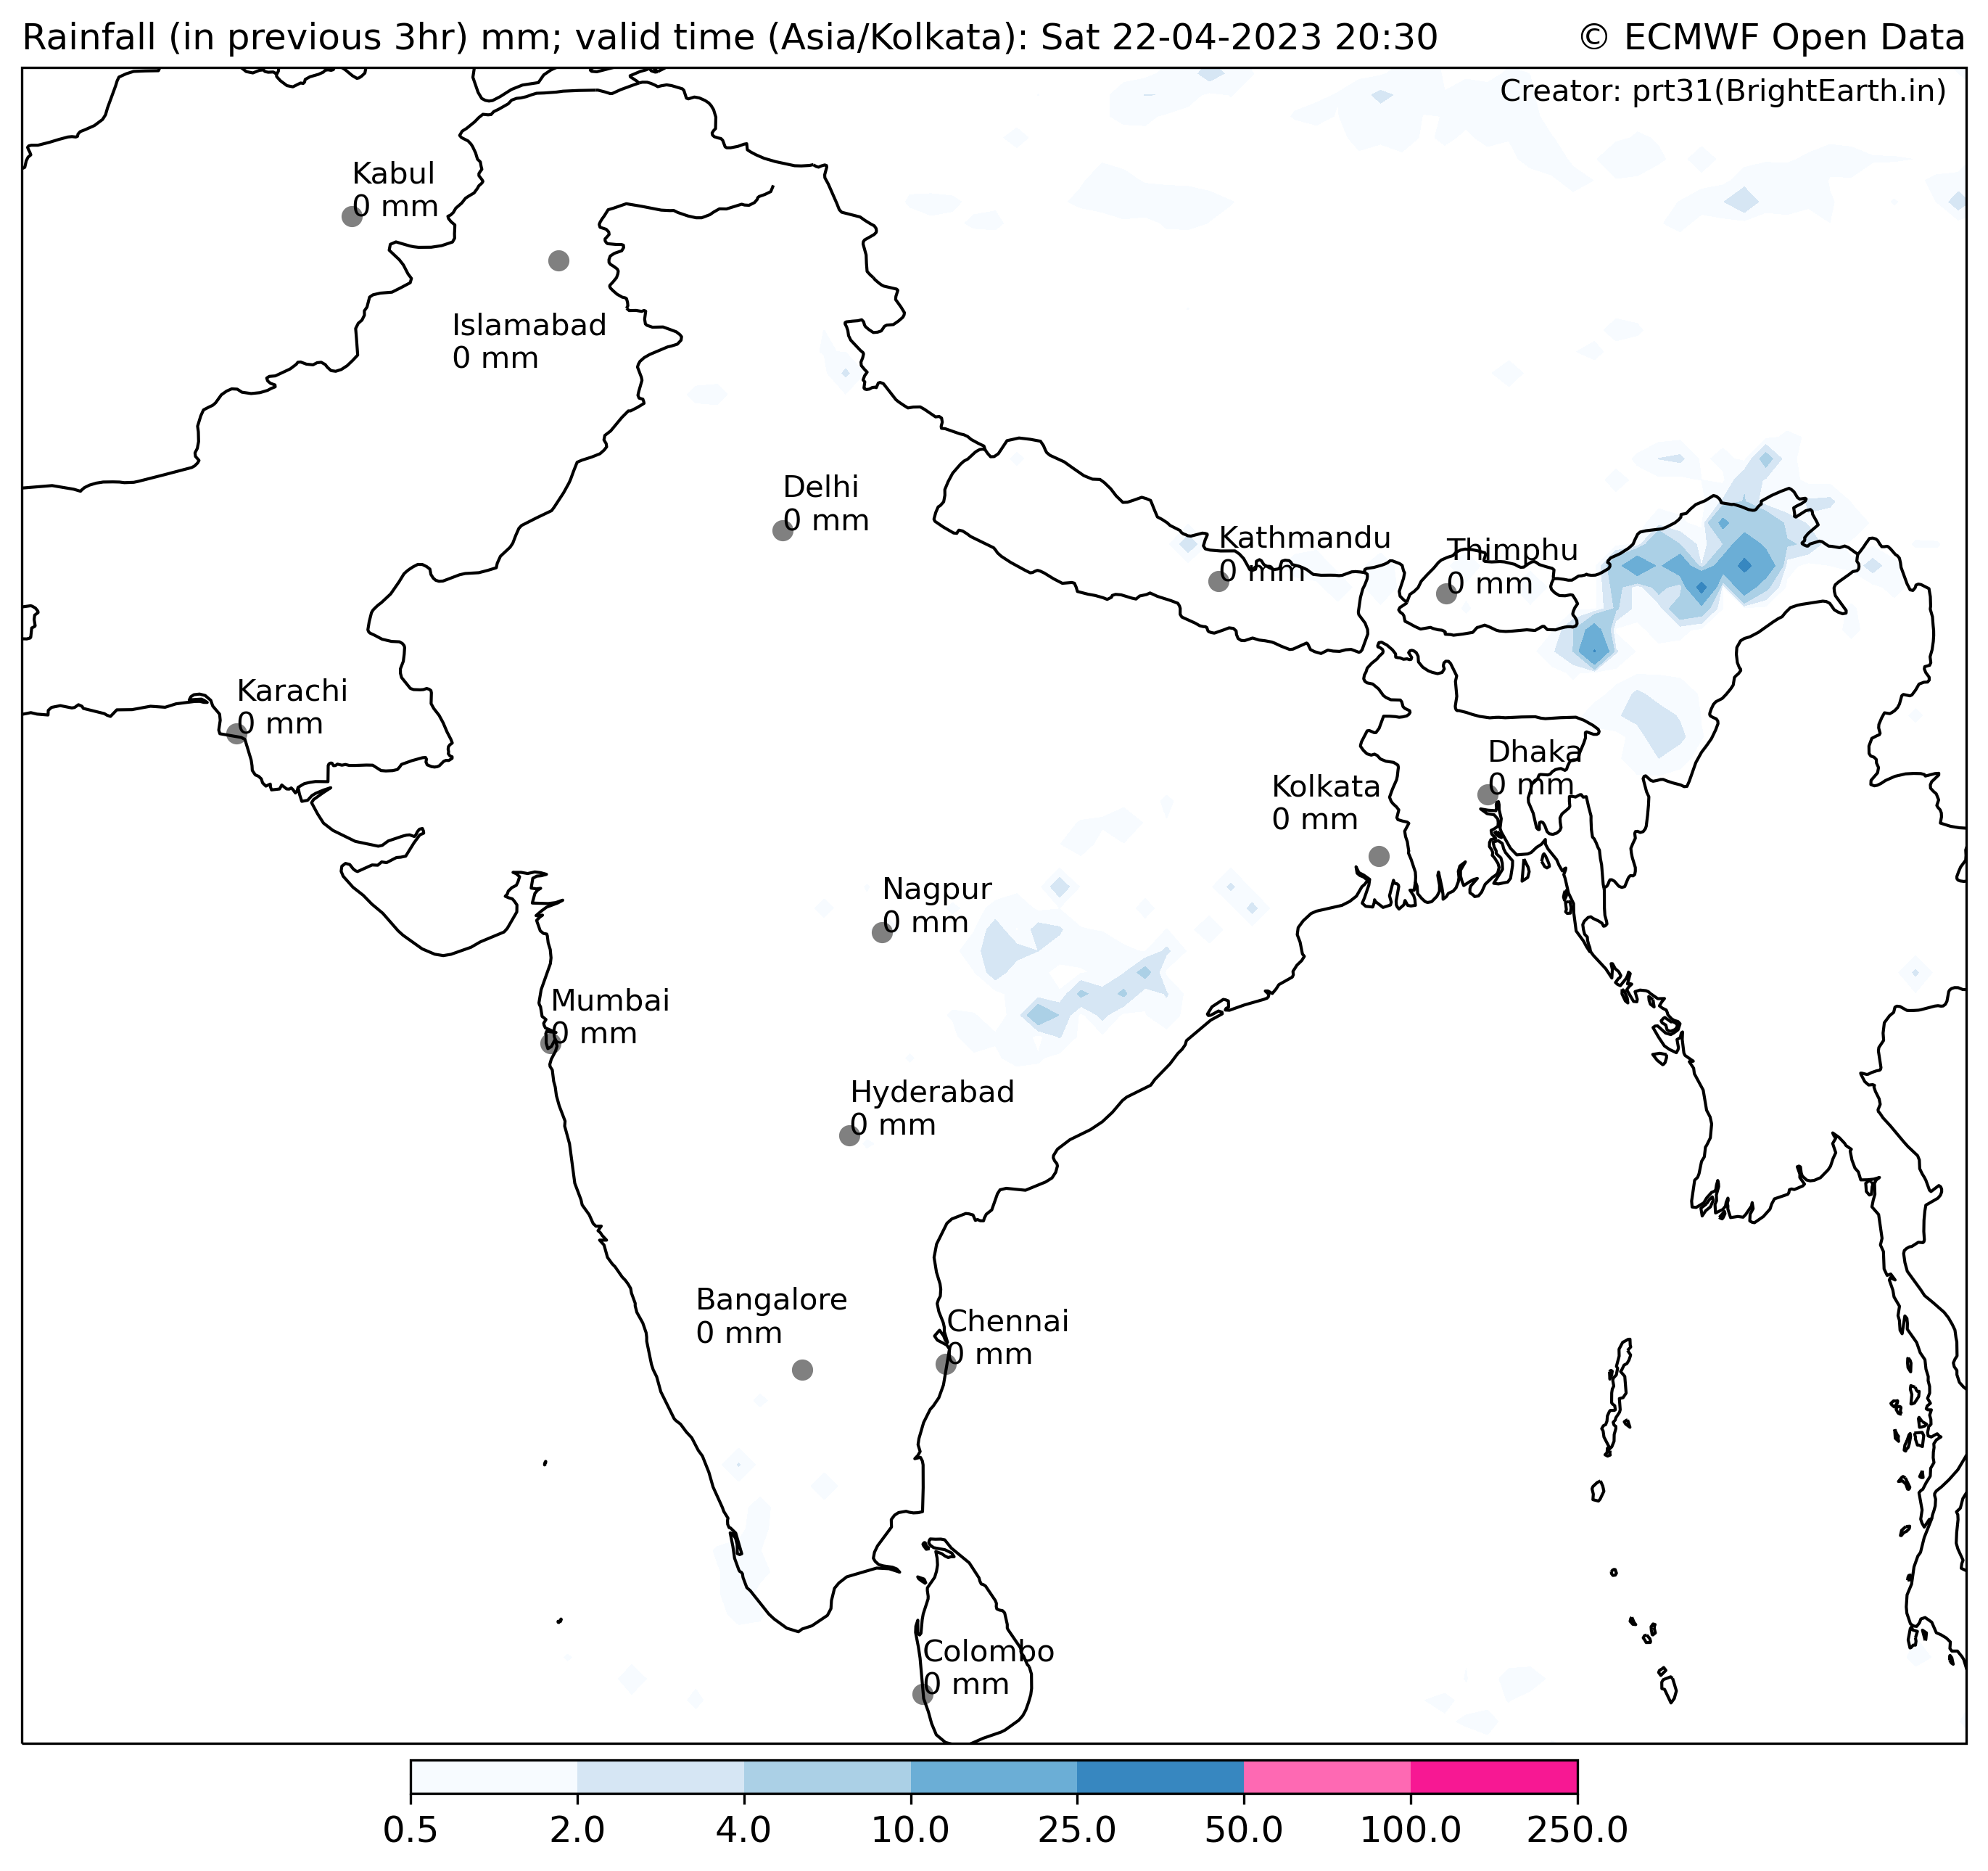 Rainfall (in previous 3hr) mm; valid time (Asia/Kolkata): Sat 22-04-2023 20:30
© ECMWF Open Data
Creator: prt31(BrightEarth.in)
Kabul
0 mm
Islamabad
0 mm
Delhi
0 mm
Kathmandu
0 mm
Thimphu
0 mm
Karachi
0 mm
Dhaka
0 mm
Kolkata
0 mm
Nagpur
0 mm
Mumbai
0 mm
Hyderabad
0 mm
Bangalore
0 mm
Chennai
0 mm
Colombo
0 mm
0.5 2.0 4.0 10.0 25.0 50.0 100.0 250.0